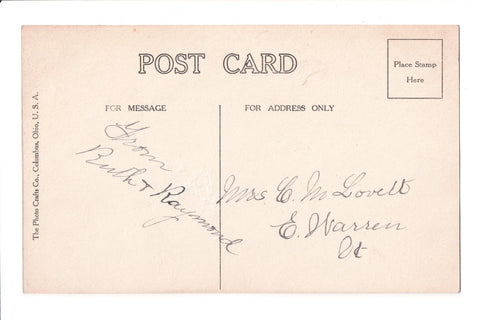 POST CARD
Place Stamp
Here
FOR MESSAGE
FOR ADDRESS ONLY
From
Ruth & Raymond
Mrs C. M Lovett
E. Warren
Vt
The Photo Crafts Co., Columbus, Ohio, U. S. A.